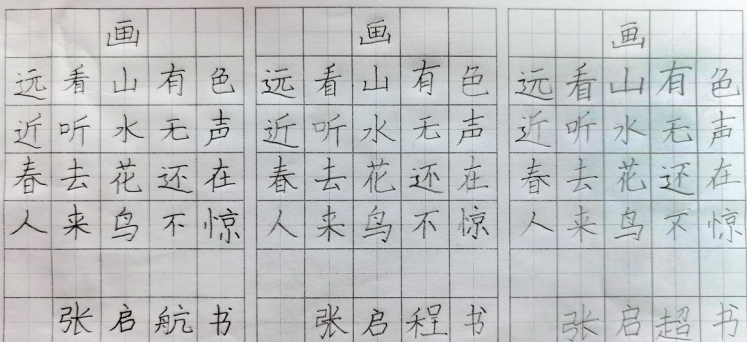 画
远看山有色
近听水无声
春去花还在
人来鸟不惊
张启航书
画
远看山有色
近听水无声
春去花还在
人来鸟不惊
张启程书
画
远看山有色
近听水无声
春去花还在
人来鸟不惊
张启超书